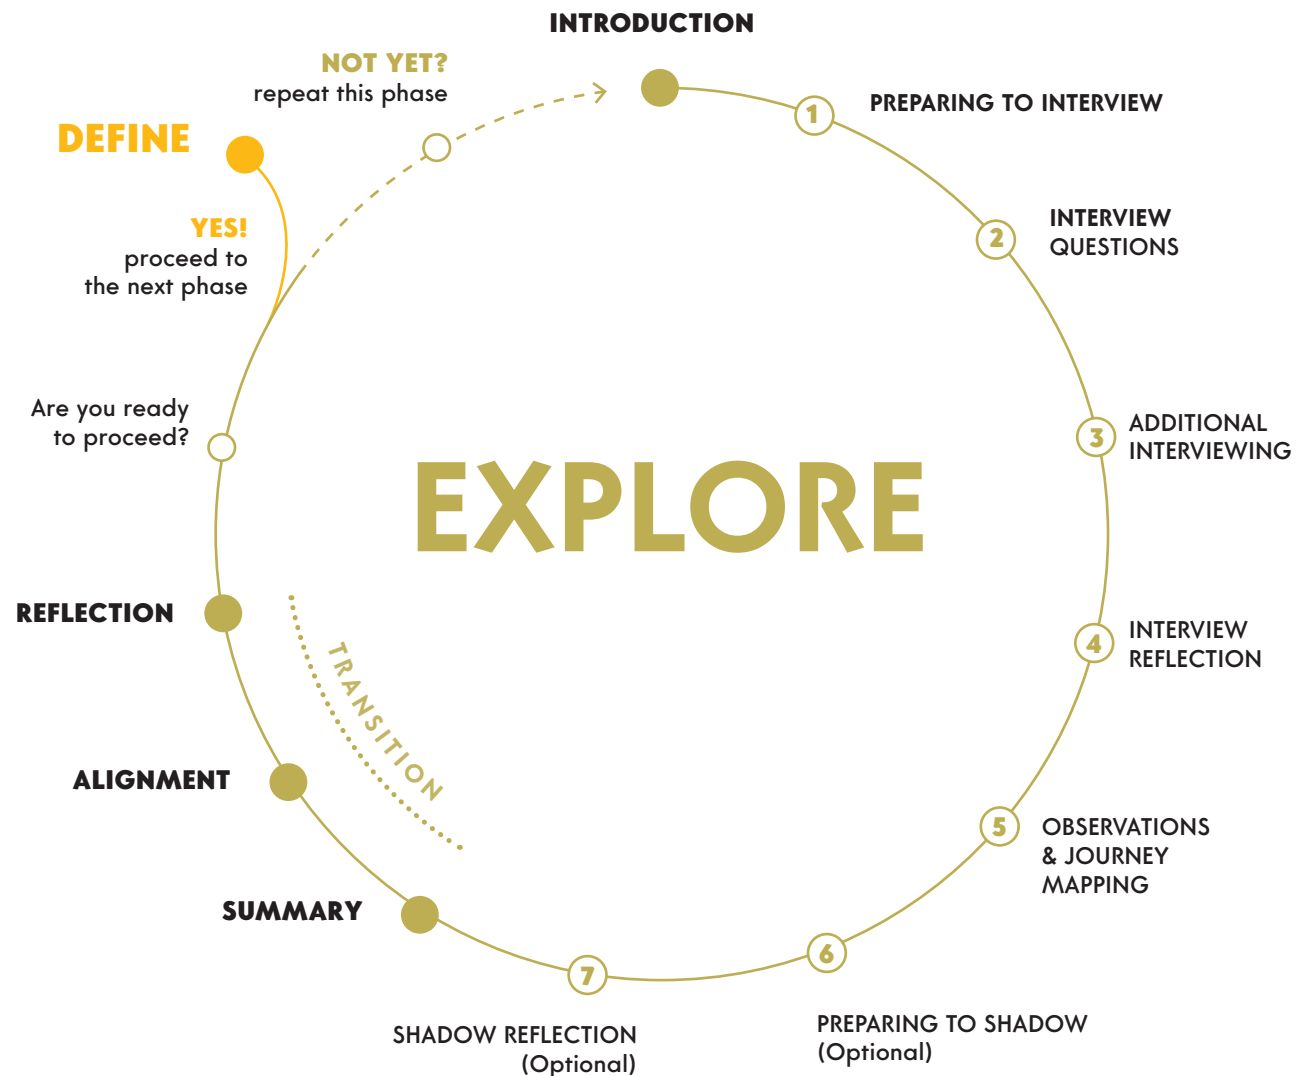 INTRODUCTION
1
PREPARING TO INTERVIEW
2
INTERVIEW
QUESTIONS
3
ADDITIONAL
INTERVIEWING
4
INTERVIEW
REFLECTION
5
OBSERVATIONS
& JOURNEY
MAPPING
6
PREPARING TO SHADOW
(Optional)
7
SHADOW REFLECTION
(Optional)
SUMMARY
ALIGNMENT
REFLECTION
TRANSITION
Are you ready
to proceed?
YES!
proceed to
the next phase
DEFINE
NOT YET?
repeat this phase
EXPLORE